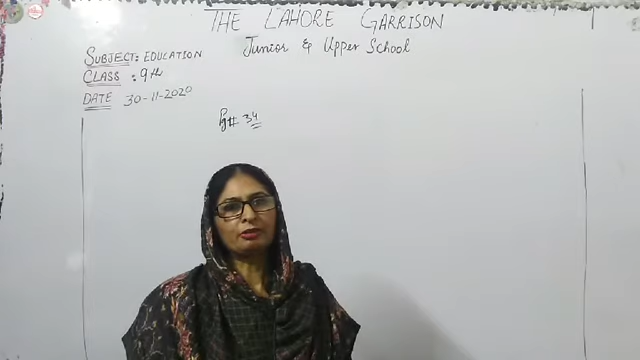 THE LAHORE GARRISON
Junior & Upper School
SUBJECT: EDUCATION
CLASS : 9th
DATE 30-11-2020
Pg# 34